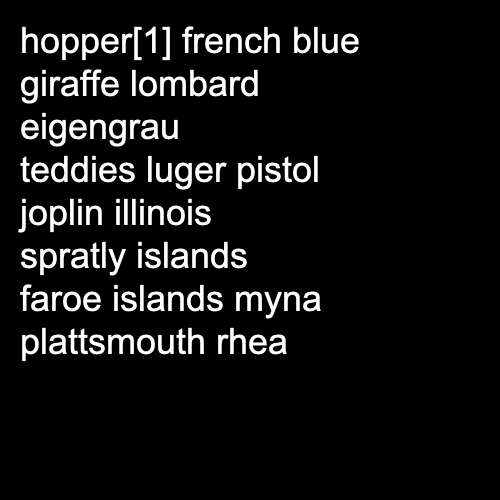 hopper[1] french blue
giraffe lombard
eigengrau
teddies luger pistol
joplin illinois
spratly islands
faroe islands myna
plattsmouth rhea